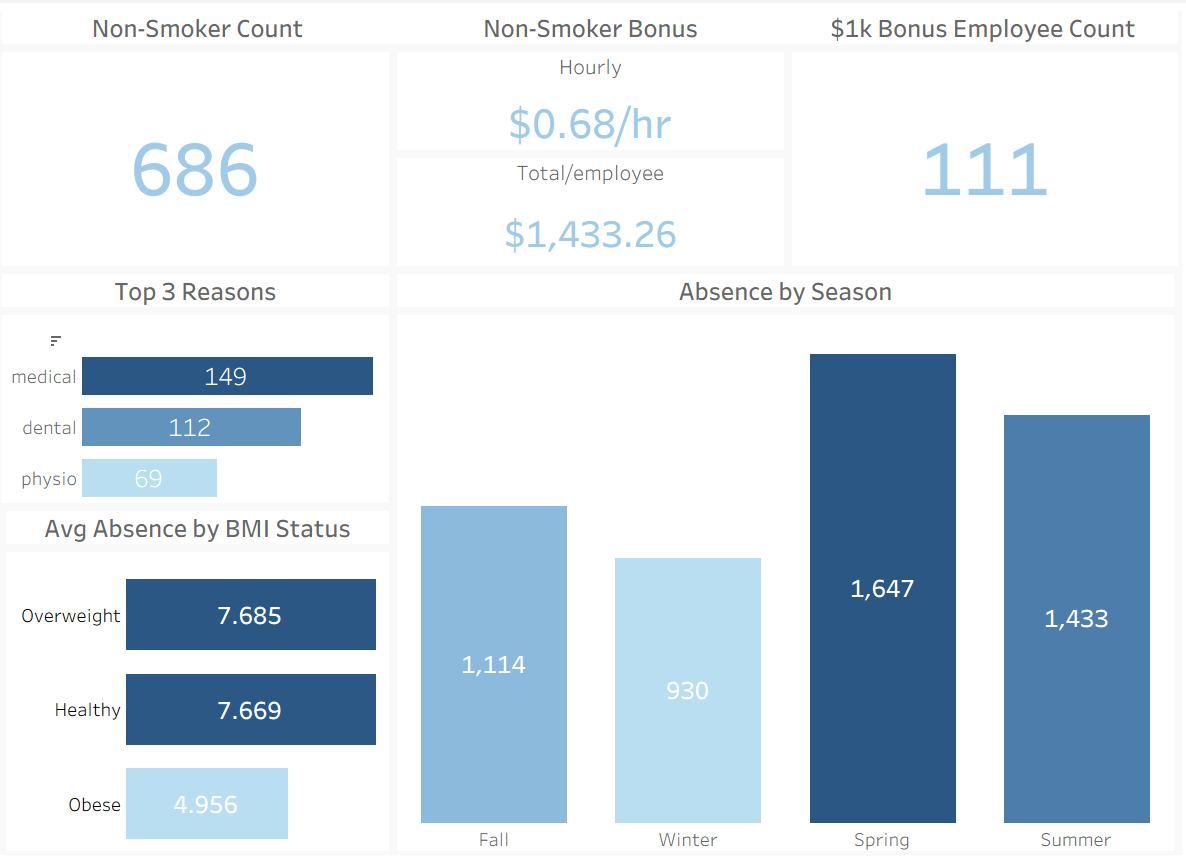 Non-Smoker Count
686
Non-Smoker Bonus
Hourly
$0.68/hr
Total/employee
$1,433.26
$1k Bonus Employee Count
111
Top 3 Reasons
medical 149
dental 112
physio 69
Avg Absence by BMI Status
Overweight 7.685
Healthy 7.669
Obese 4.956
Absence by Season
1,114
930
1,647
1,433
Fall Winter Spring Summer